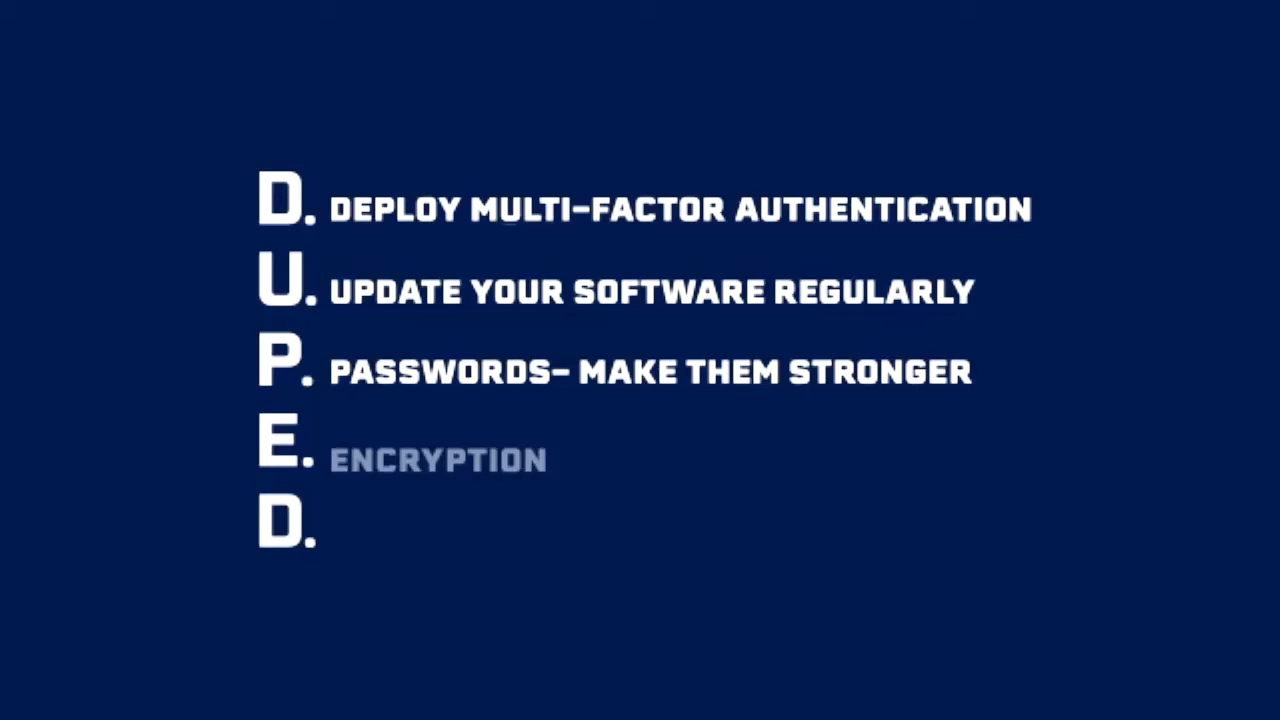 D. DEPLOY MULTI-FACTOR AUTHENTICATION
U. UPDATE YOUR SOFTWARE REGULARLY
P. PASSWORDS- MAKE THEM STRONGER
E. ENCRYPTION
D.